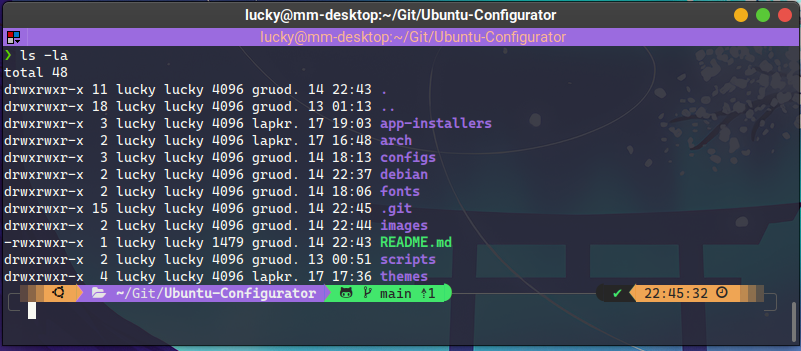 lucky@mm-desktop:~/Git/Ubuntu-Configurator
lucky@mm-desktop:~/Git/Ubuntu-Configurator
❯ ls -la
total 48
drwxrwxr-x 11 lucky lucky 4096 gruod. 14 22:43 .
drwxrwxr-x 18 lucky lucky 4096 gruod. 13 01:13 ..
drwxrwxr-x 3 lucky lucky 4096 lapkr. 17 19:03 app-installers
drwxrwxr-x 2 lucky lucky 4096 lapkr. 17 16:48 arch
drwxrwxr-x 3 lucky lucky 4096 gruod. 14 18:13 configs
drwxrwxr-x 2 lucky lucky 4096 gruod. 14 22:37 debian
drwxrwxr-x 2 lucky lucky 4096 gruod. 14 18:06 fonts
drwxrwxr-x 15 lucky lucky 4096 gruod. 14 22:45 .git
drwxrwxr-x 2 lucky lucky 4096 gruod. 14 22:44 images
-rwxrwxr-x 1 lucky lucky 1479 gruod. 14 22:43 README.md
drwxrwxr-x 2 lucky lucky 4096 gruod. 13 00:51 scripts
drwxrwxr-x 4 lucky lucky 4096 lapkr. 17 17:36 themes
~/Git/Ubuntu-Configurator main ⇡1 ✔ 22:45:32